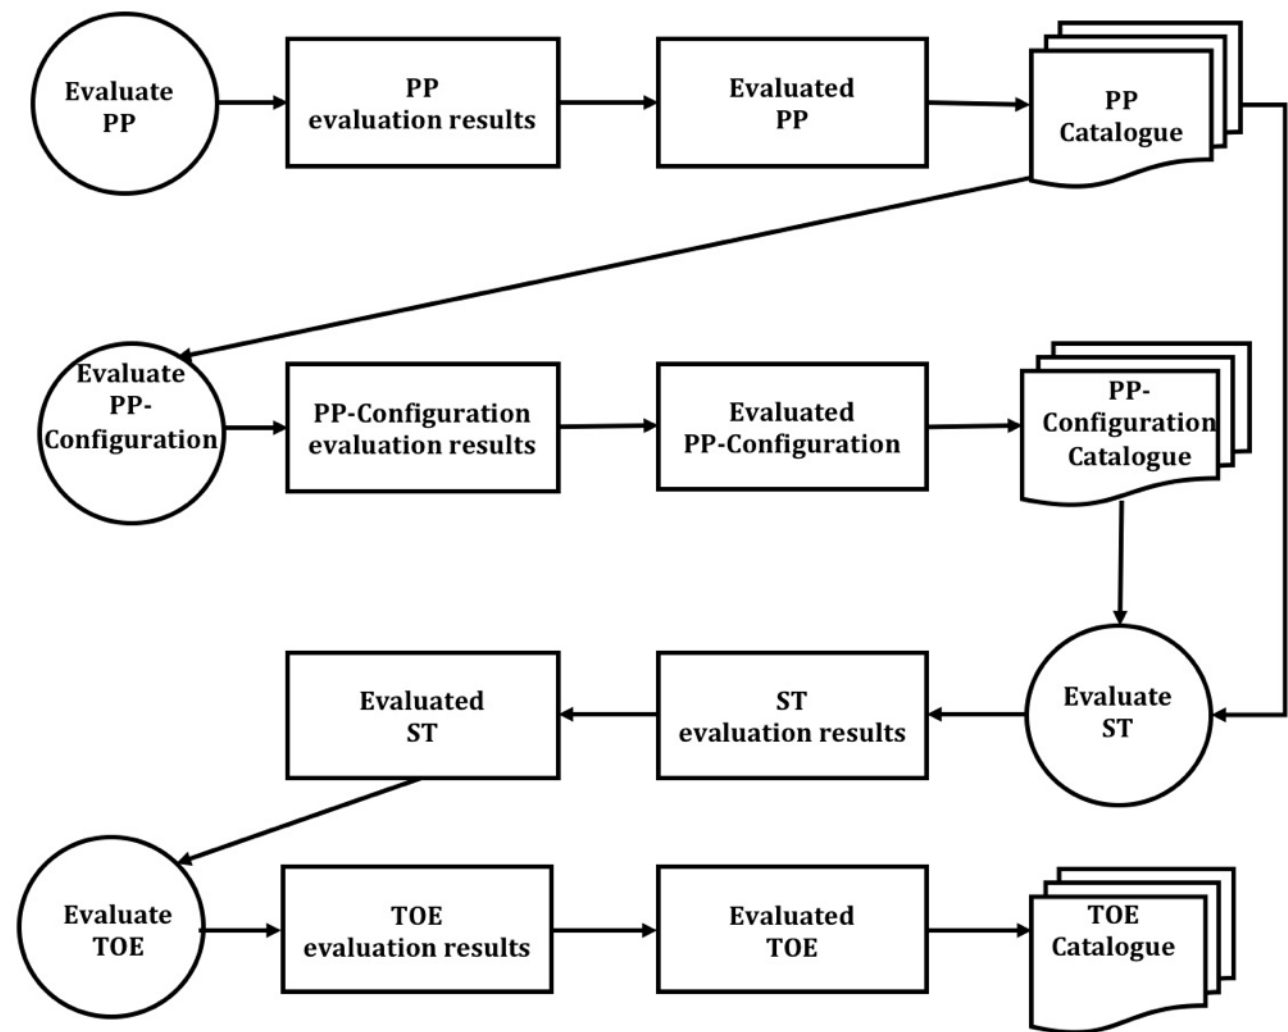 Evaluate
PP
PP
evaluation results
Evaluated
PP
PP
Catalogue
Evaluate
PP-
Configuration
PP-Configuration
evaluation results
Evaluated
PP-Configuration
PP-
Configuration
Catalogue
Evaluated
ST
ST
evaluation results
Evaluate
ST
Evaluate
TOE
TOE
evaluation results
Evaluated
TOE
TOE
Catalogue